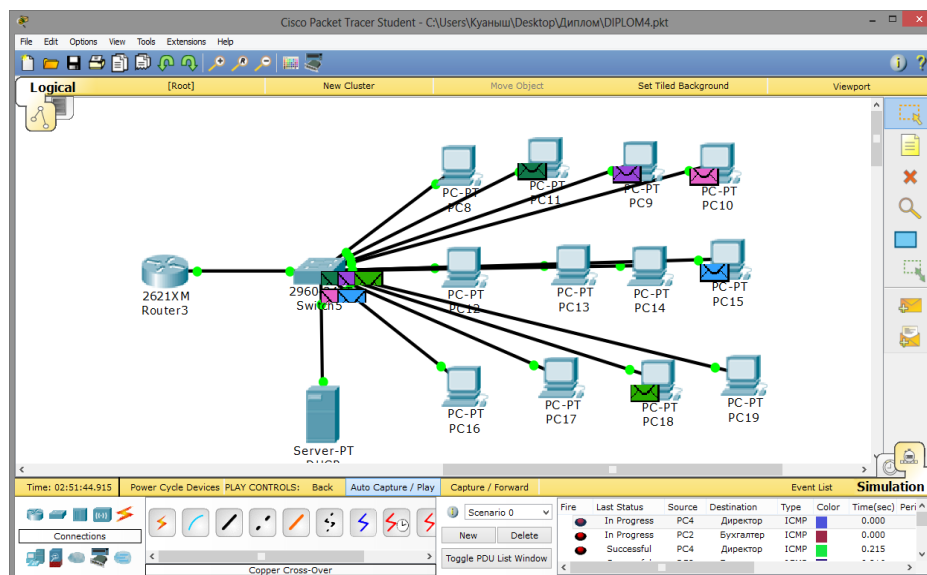 Cisco Packet Tracer Student - C:\Users\Куаныш\Desktop\Диплом\DIPLOM4.pkt
File Edit Options View Tools Extensions Help
Logical [Root] New Cluster Move Object Set Tiled Background Viewport
PC-PT
PC8
PC-PT
PC11
PC-PT
PC9
PC-PT
PC10
2621XM
Router3
Switch5
PC-PT
PC12
PC-PT
PC13
PC-PT
PC14
PC-PT
PC15
PC-PT
PC16
PC-PT
PC17
PC-PT
PC18
PC-PT
PC19
Server-PT
Time: 02:51:44.915 Power Cycle Devices PLAY CONTROLS: Back Auto Capture / Play Capture / Forward Event List Simulation
Connections
Copper Cross-Over
Scenario 0
New Delete
Toggle PDU List Window
Fire Last Status Source Destination Type Color Time(sec) Peri
In Progress PC4 Директор ICMP 0.000
In Progress PC2 Бухгалтер ICMP 0.000
Successful PC4 Директор ICMP 0.215